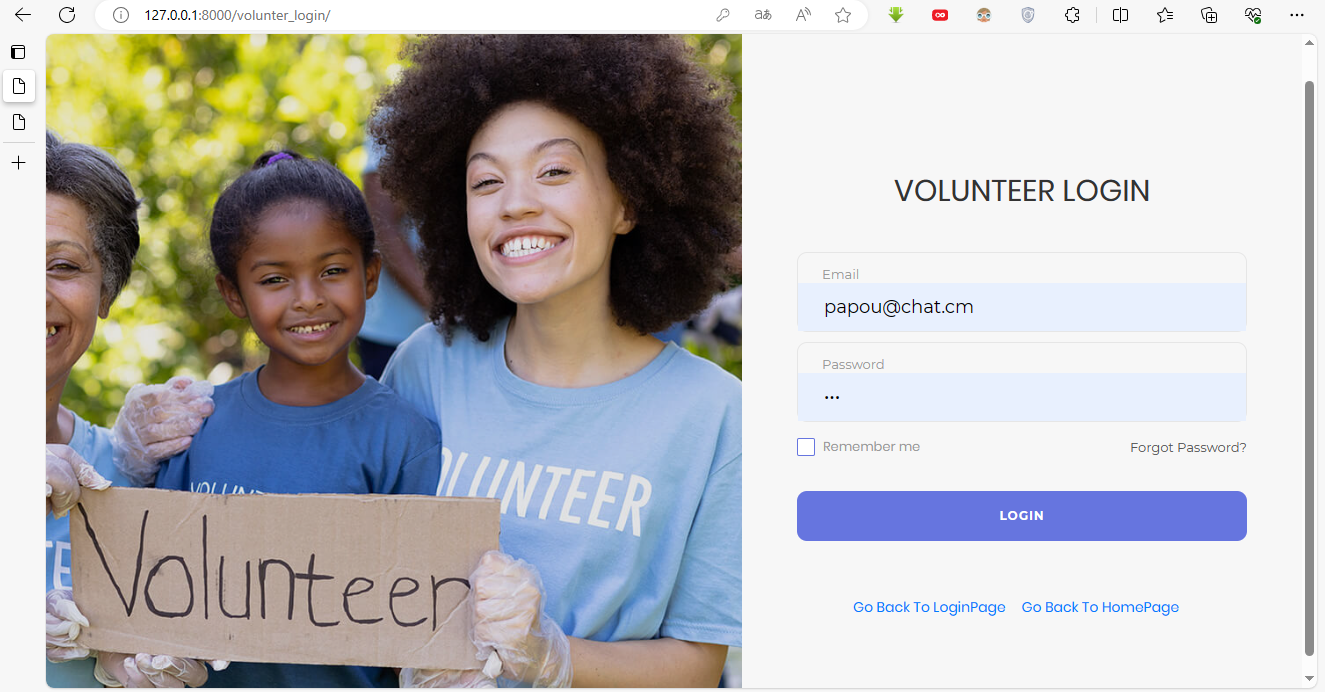 127.0.0.1:8000/volunter_login/
VOLUNTEER LOGIN
Email
papou@chat.cm
Password
Remember me
Forgot Password?
LOGIN
Go Back To LoginPage
Go Back To HomePage
VOLUNTEER
Volunteer